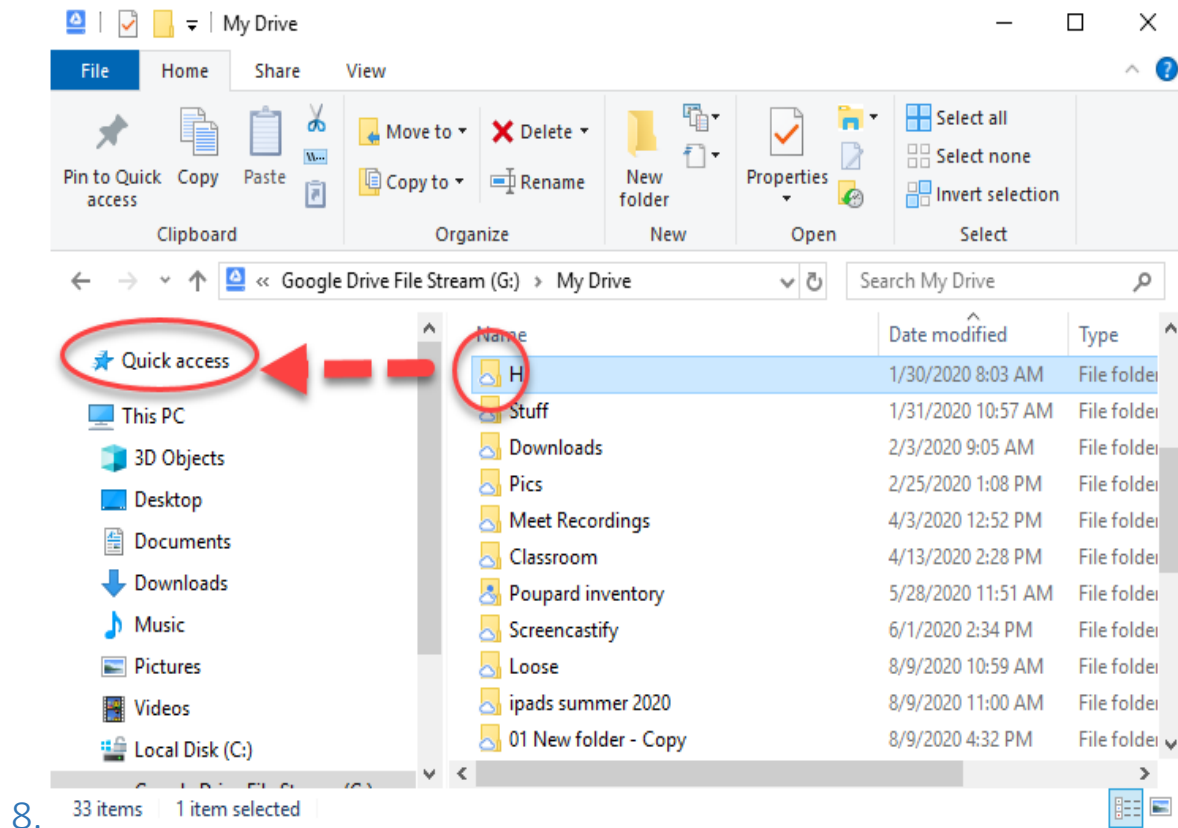 My Drive
File Home Share View
Pin to Quick access
Copy
Paste
Move to
Copy to
Delete
Rename
New folder
Properties
Select all
Select none
Invert selection
Clipboard Organize New Open Select
« Google Drive File Stream (G:) > My Drive
Search My Drive
Quick access
This PC
3D Objects
Desktop
Documents
Downloads
Music
Pictures
Videos
Local Disk (C:)
Name Date modified Type
H 1/30/2020 8:03 AM File folder
Stuff 1/31/2020 10:57 AM File folder
Downloads 2/3/2020 9:05 AM File folder
Pics 2/25/2020 1:08 PM File folder
Meet Recordings 4/3/2020 12:52 PM File folder
Classroom 4/13/2020 2:28 PM File folder
Poupard inventory 5/28/2020 11:51 AM File folder
Screencastify 6/1/2020 2:34 PM File folder
Loose 8/9/2020 10:59 AM File folder
ipads summer 2020 8/9/2020 11:00 AM File folder
01 New folder - Copy 8/9/2020 4:32 PM File folder
8.
33 items 1 item selected